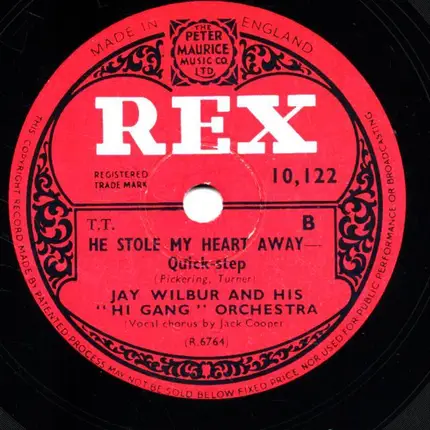 MADE IN ENGLAND
THE
PETER
MAURICE
MUSIC CO.
LTD.
REX
REGISTERED
TRADE MARK
10,122
T.T.
B
HE STOLE MY HEART AWAY—
Quick-step
(Pickering, Turner)
JAY WILBUR AND HIS
"HI GANG" ORCHESTRA
(Vocal chorus by Jack Cooper)
(R.6764)
THIS COPYRIGHT RECORD MADE BY PATENTED PROCESS MAY NOT BE SOLD BELOW FIXED PRICE, NOR USED FOR PUBLIC PERFORMANCE OR BROADCASTING